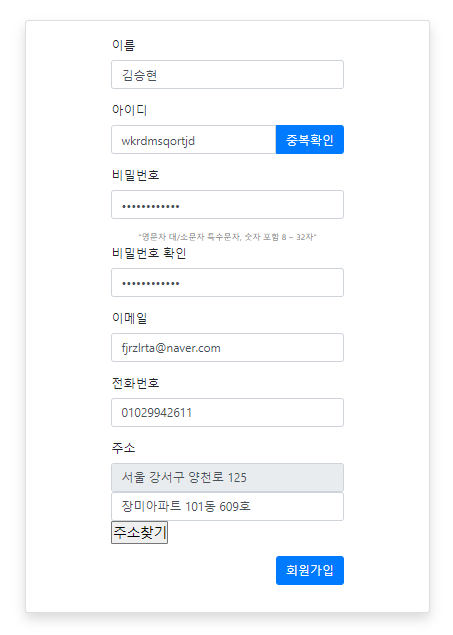 이름
김승현
아이디
wkrdmsqortjd 중복확인
비밀번호
••••••••••••
"영문자 대/소문자 특수문자, 숫자 포함 8 ~ 32자"
비밀번호 확인
••••••••••••
이메일
fjrzlrta@naver.com
전화번호
01029942611
주소
서울 강서구 양천로 125
장미아파트 101동 609호
주소찾기
회원가입